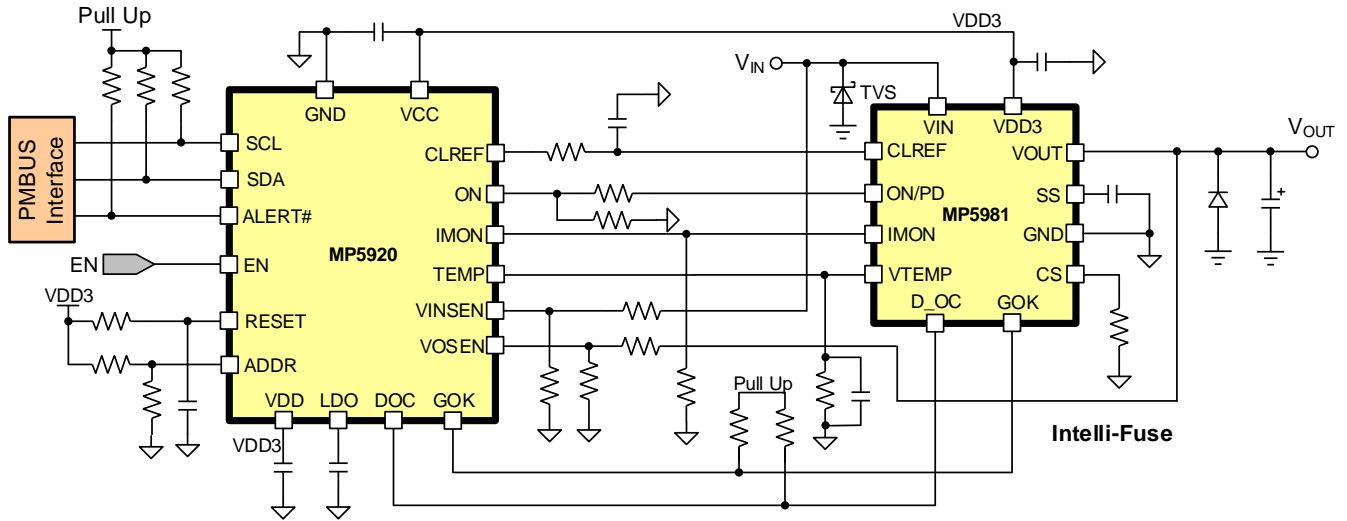 Pull Up
VDD3
V_IN
TVS
GND
VCC
VIN
VDD3
V_OUT
PMBUS
Interface
SCL
SDA
ALERT#
EN
EN
VDD3
RESET
ADDR
MP5920
CLREF
ON
IMON
TEMP
VINSEN
VOSEN
VDD
LDO
DOC
GOK
VDD3
CLREF
ON/PD
IMON
VTEMP
MP5981
VOUT
SS
GND
CS
D_OC
GOK
Pull Up
Intelli-Fuse